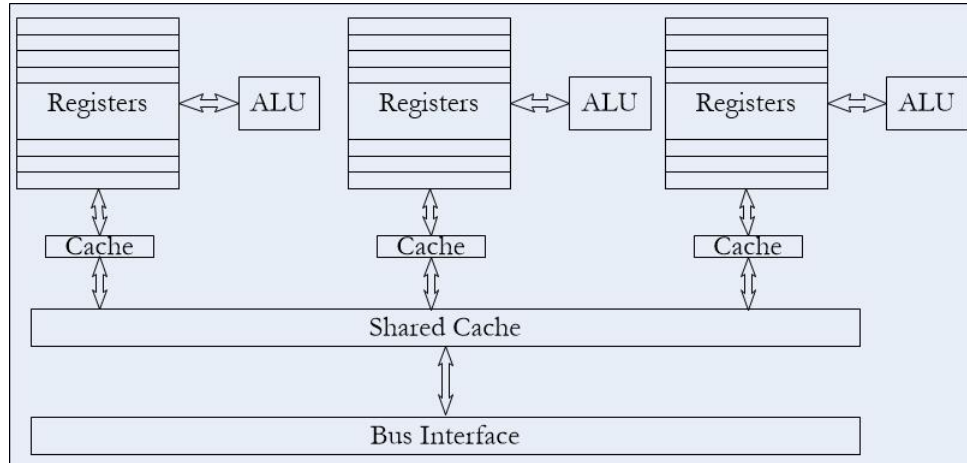 Registers
ALU
Registers
ALU
Registers
ALU
Cache
Cache
Cache
Shared Cache
Bus Interface